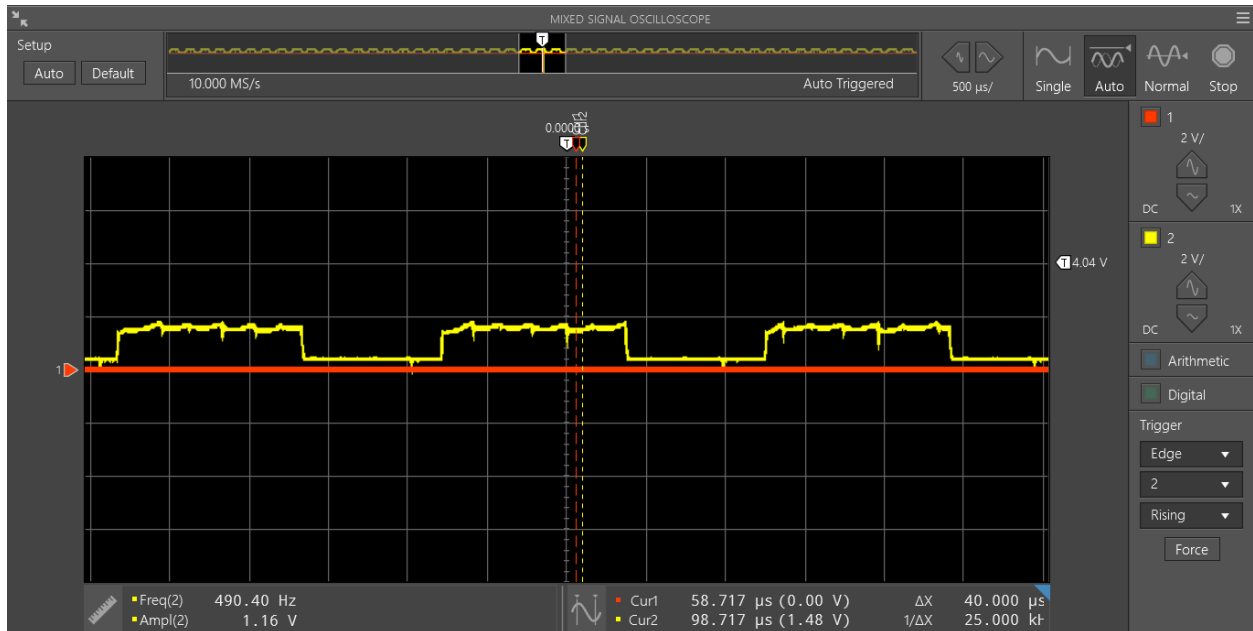 MIXED SIGNAL OSCILLOSCOPE
Setup
Auto Default
10.000 MS/s Auto Triggered
500 µs/
Single Auto Normal Stop
T
0.000 s
Cur2
T
1
2 V/
DC 1X
2
2 V/
DC 1X
T 4.04 V
1
Arithmetic
Digital
Trigger
Edge
2
Rising
Force
Freq(2) 490.40 Hz
Ampl(2) 1.16 V
Cur1 58.717 µs (0.00 V) ΔX 40.000 µs
Cur2 98.717 µs (1.48 V) 1/ΔX 25.000 kH